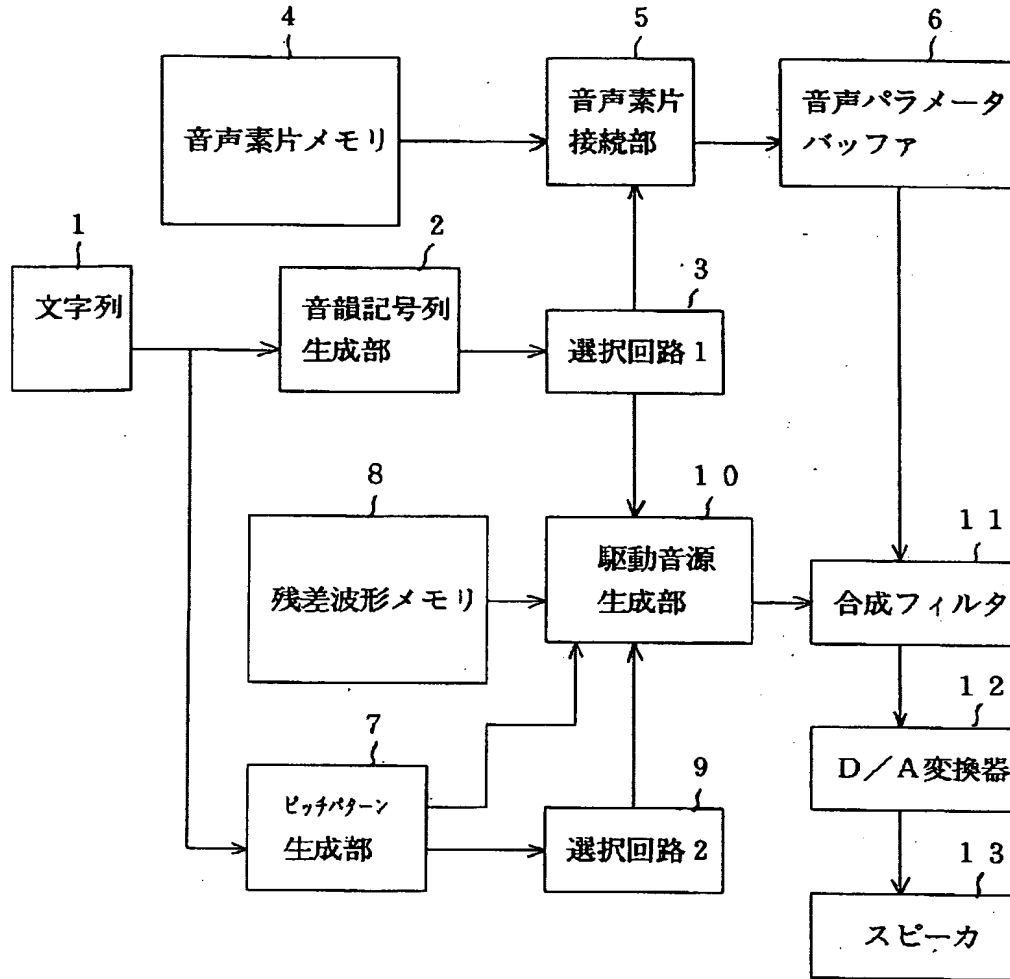 4
音声素片メモリ
5
音声素片
接続部
6
音声パラメータ
バッファ
1
文字列
2
音韻記号列
生成部
3
選択回路1
8
残差波形メモリ
10
駆動音源
生成部
11
合成フィルタ
7
ピッチパターン
生成部
9
選択回路2
12
D/A変換器
13
スピーカ